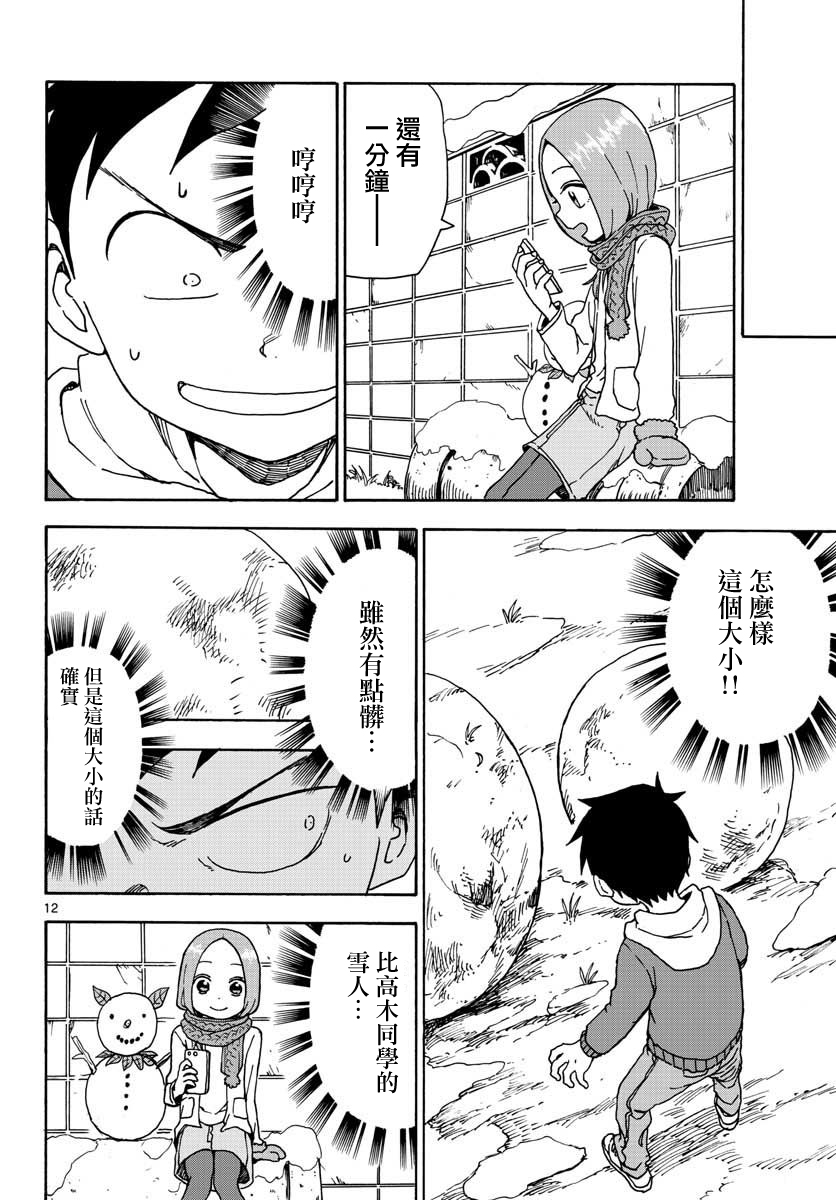 還有
一分鐘──
哼哼哼
怎麼樣
這個大小!!
雖然有點髒…
但是這個大小的話
確實
比高木同學的
雪人…
12